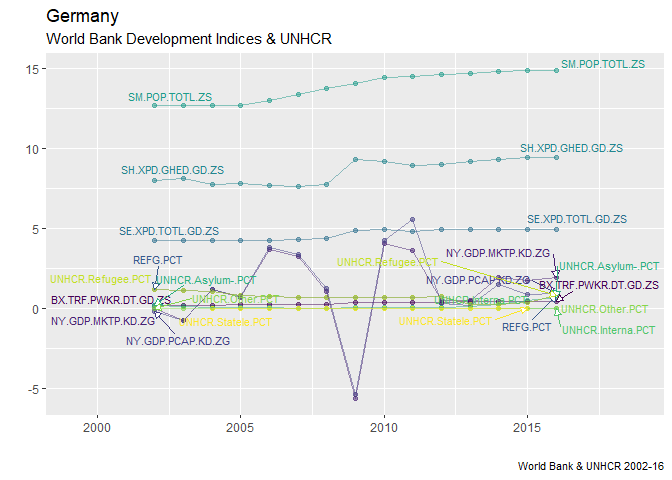 Germany
World Bank Development Indices & UNHCR
15
SM.POP.TOTL.ZS
SM.POP.TOTL.ZS
10
SH.XPD.GHED.GD.ZS
SH.XPD.GHED.GD.ZS
5
SE.XPD.TOTL.GD.ZS
SE.XPD.TOTL.GD.ZS
REFG.PCT
NY.GDP.MKTP.KD.ZG
UNHCR.Refugee.PCT
UNHCR.Asylum-.PCT
UNHCR.Refugee.PCT
UNHCR.Asylum-.PCT
NY.GDP.PCAP.KD.ZG
BX.TRF.PWKR.DT.GD.ZS
BX.TRF.PWKR.DT.GD.ZS
UNHCR.Other.PCT
UNHCR.Interna.PCT
0
UNHCR.Other.PCT
NY.GDP.MKTP.KD.ZG
UNHCR.Statele.PCT
UNHCR.Statele.PCT
REFG.PCT
UNHCR.Interna.PCT
NY.GDP.PCAP.KD.ZG
-5
2000
2005
2010
2015
World Bank & UNHCR 2002-16